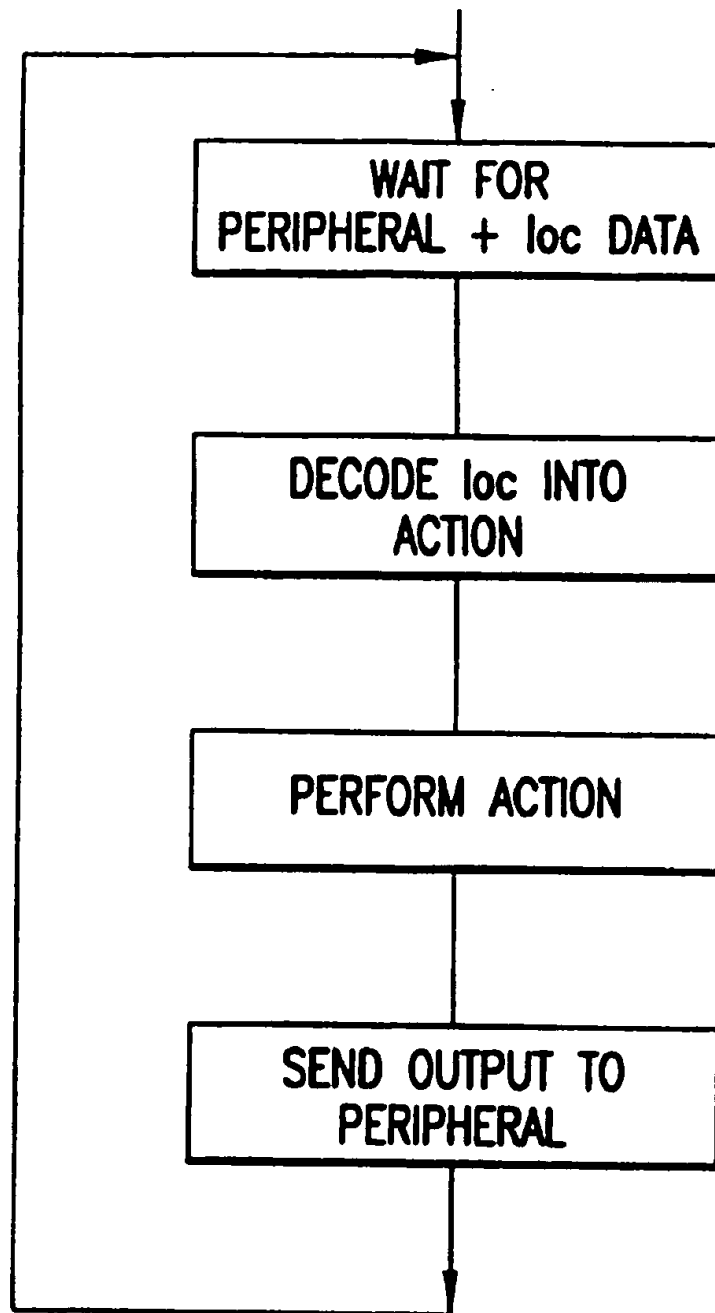 WAIT FOR
PERIPHERAL + loc DATA
DECODE loc INTO
ACTION
PERFORM ACTION
SEND OUTPUT TO
PERIPHERAL